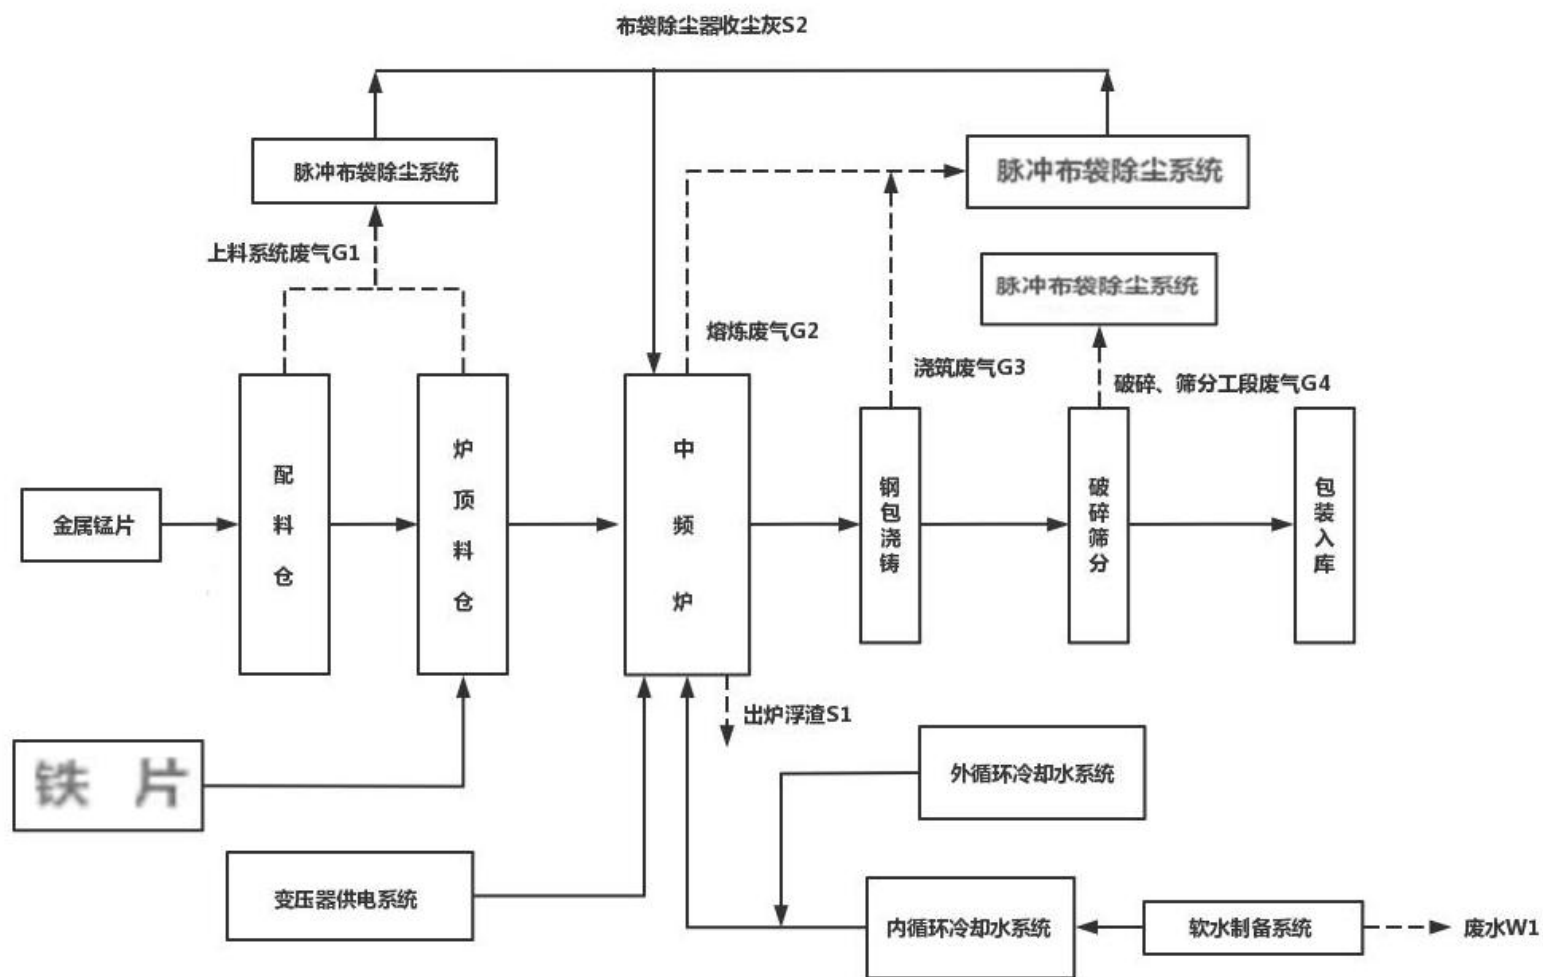 布袋除尘器收尘灰S2
脉冲布袋除尘系统
脉冲布袋除尘系统
上料系统废气G1
脉冲布袋除尘系统
熔炼废气G2
浇筑废气G3
破碎、筛分工段废气G4
金属锰片
配料仓
炉顶料仓
中频炉
钢包浇铸
破碎筛分
包装入库
出炉浮渣S1
铁 片
外循环冷却水系统
变压器供电系统
内循环冷却水系统
软水制备系统
废水W1